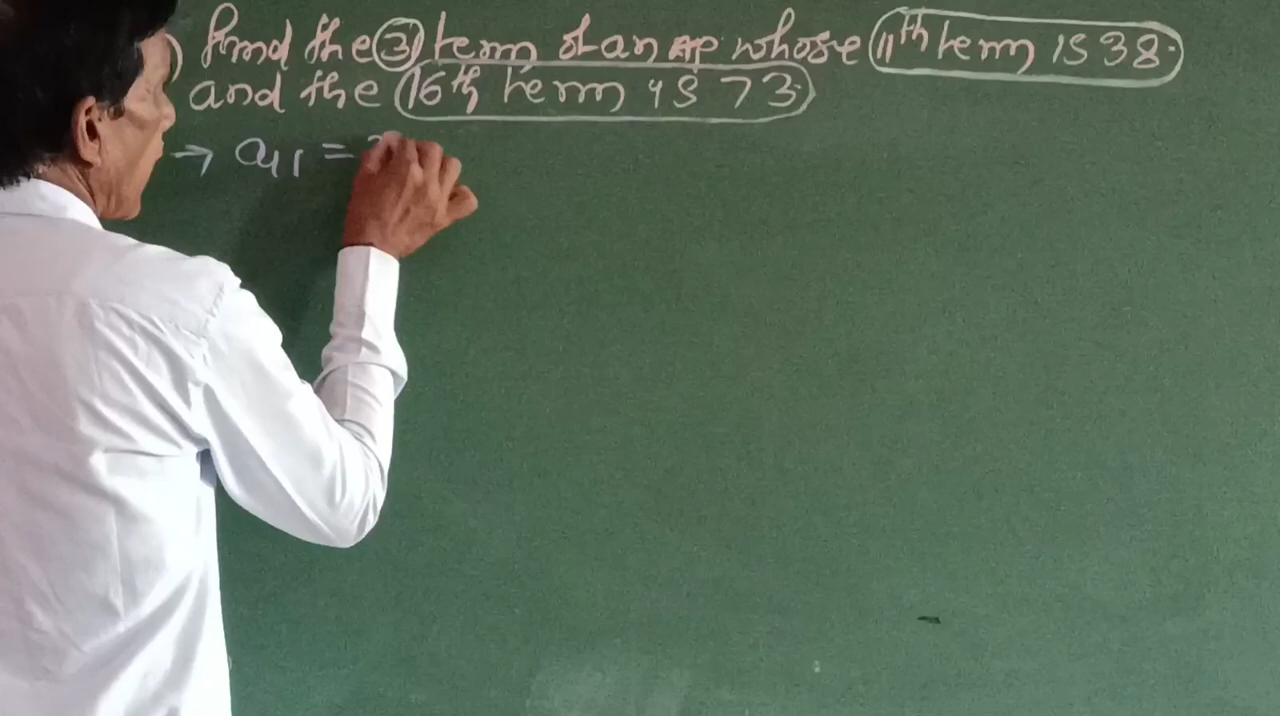 ) Find the 3) term of an AP whose 11th term is 38.
and the 16th term is 73.
→ a11 =